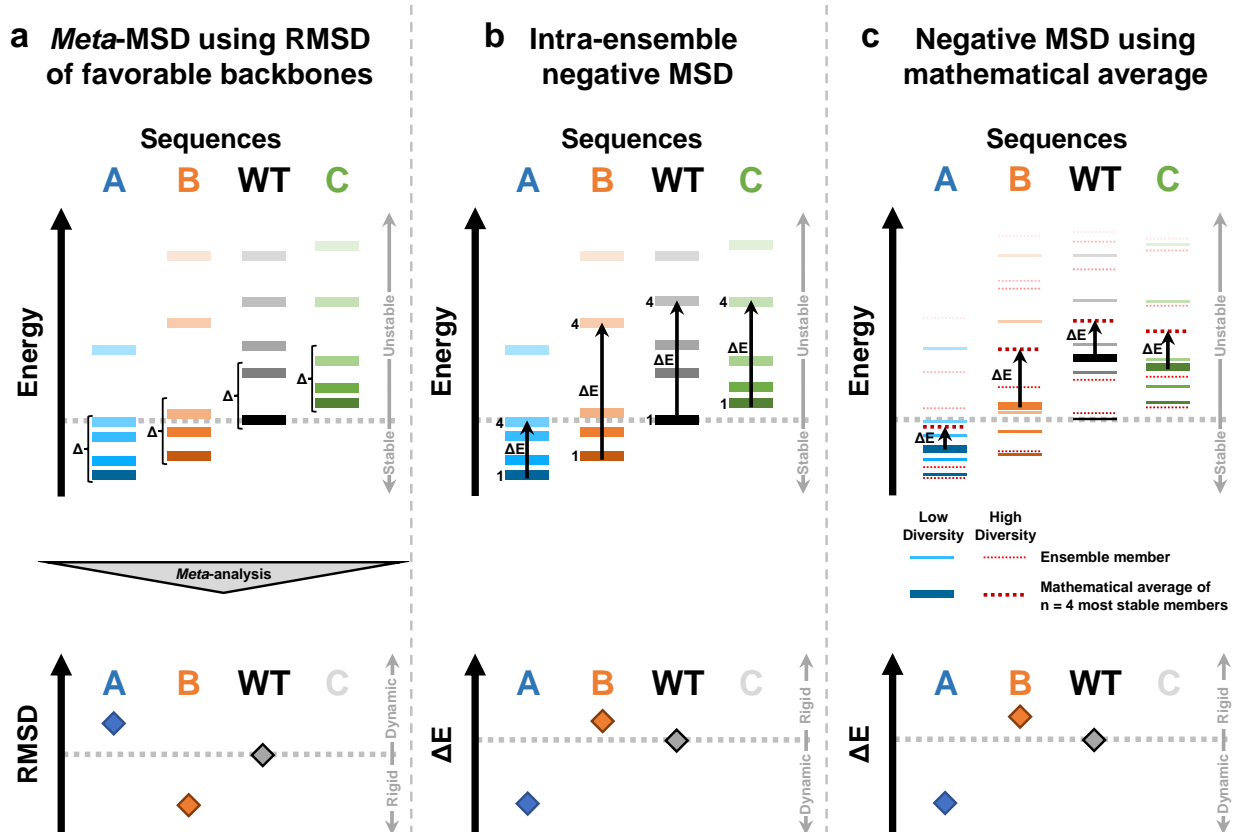 a Meta-MSD using RMSD
of favorable backbones
Sequences
A B WT C
Energy
Δ
Δ
Δ
Δ
Unstable
Stable
Meta-analysis
A B WT C
RMSD
Dynamic
Rigid
b Intra-ensemble
negative MSD
Sequences
A B WT C
Energy
4
ΔE
1
4
ΔE
1
4
ΔE
1
4
ΔE
1
Unstable
Stable
A B WT C
ΔE
Rigid
Dynamic
c Negative MSD using
mathematical average
Sequences
A B WT C
Energy
ΔE
ΔE
ΔE
ΔE
Unstable
Stable
Low
Diversity
High
Diversity
Ensemble member
Mathematical average of
n = 4 most stable members
A B WT C
ΔE
Rigid
Dynamic